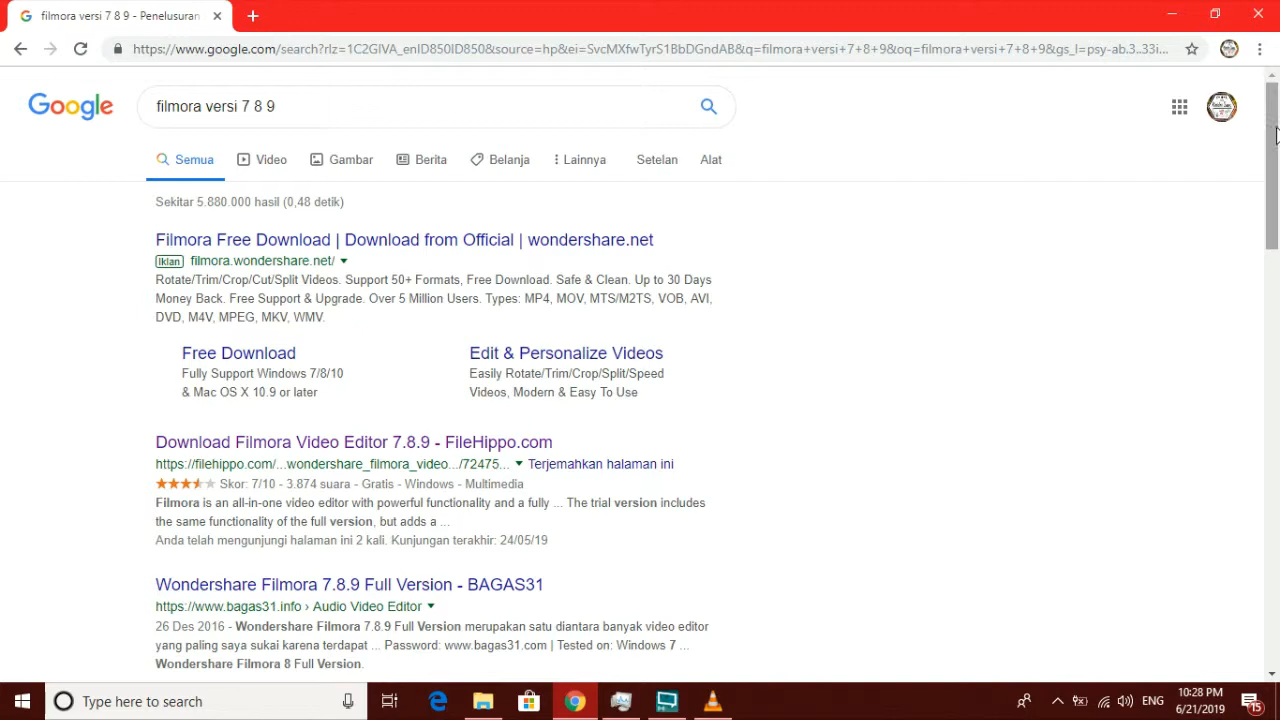 filmora versi 7 8 9 - Penelusuran
https://www.google.com/search?rlz=1C2GIVA_enID850ID850&source=hp&ei=SvcMXfwTyrS1BbDGndAB&q=filmora+versi+7+8+9&oq=filmora+versi+7+8+9&gs_l=psy-ab.3..33i...
Google
filmora versi 7 8 9
Semua Video Gambar Berita Belanja Lainnya Setelan Alat
Sekitar 5.880.000 hasil (0,48 detik)
Filmora Free Download | Download from Official | wondershare.net
Iklan filmora.wondershare.net/
Rotate/Trim/Crop/Cut/Split Videos. Support 50+ Formats, Free Download. Safe & Clean. Up to 30 Days
Money Back. Free Support & Upgrade. Over 5 Million Users. Types: MP4, MOV, MTS/M2TS, VOB, AVI,
DVD, M4V, MPEG, MKV, WMV.
Free Download
Fully Support Windows 7/8/10
& Mac OS X 10.9 or later
Edit & Personalize Videos
Easily Rotate/Trim/Crop/Split/Speed
Videos, Modern & Easy To Use
Download Filmora Video Editor 7.8.9 - FileHippo.com
https://filehippo.com/...wondershare_filmora_video.../72475... Terjemahkan halaman ini
Skor: 7/10 - 3.874 suara - Gratis - Windows - Multimedia
Filmora is an all-in-one video editor with powerful functionality and a fully ... The trial version includes
the same functionality of the full version, but adds a ...
Anda telah mengunjungi halaman ini 2 kali. Kunjungan terakhir: 24/05/19
Wondershare Filmora 7.8.9 Full Version - BAGAS31
https://www.bagas31.info › Audio Video Editor
26 Des 2016 - Wondershare Filmora 7.8.9 Full Version merupakan satu diantara banyak video editor
yang paling saya sukai karena terdapat ... Password: www.bagas31.com | Tested on: Windows 7 ...
Wondershare Filmora 8 Full Version.
Type here to search
ENG
10:28 PM
6/21/2019
15